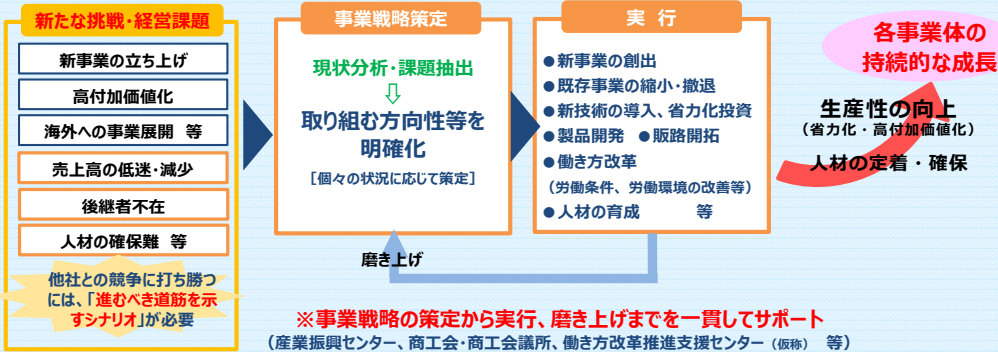 新たな挑戦・経営課題
新事業の立ち上げ
高付加価値化
海外への事業展開 等
売上高の低迷・減少
後継者不在
人材の確保難 等
他社との競争に打ち勝つ
には、「進むべき道筋を示
すシナリオ」が必要
事業戦略策定
現状分析・課題抽出
⇩
取り組む方向性等を
明確化
[個々の状況に応じて策定]
実 行
●新事業の創出
●既存事業の縮小・撤退
●新技術の導入、省力化投資
●製品開発 ●販路開拓
●働き方改革
(労働条件、労働環境の改善等)
●人材の育成 等
磨き上げ
各事業体の
持続的な成長
生産性の向上
(省力化・高付加価値化)
人材の定着・確保
※事業戦略の策定から実行、磨き上げまでを一貫してサポート
(産業振興センター、商工会・商工会議所、働き方改革推進支援センター(仮称) 等)